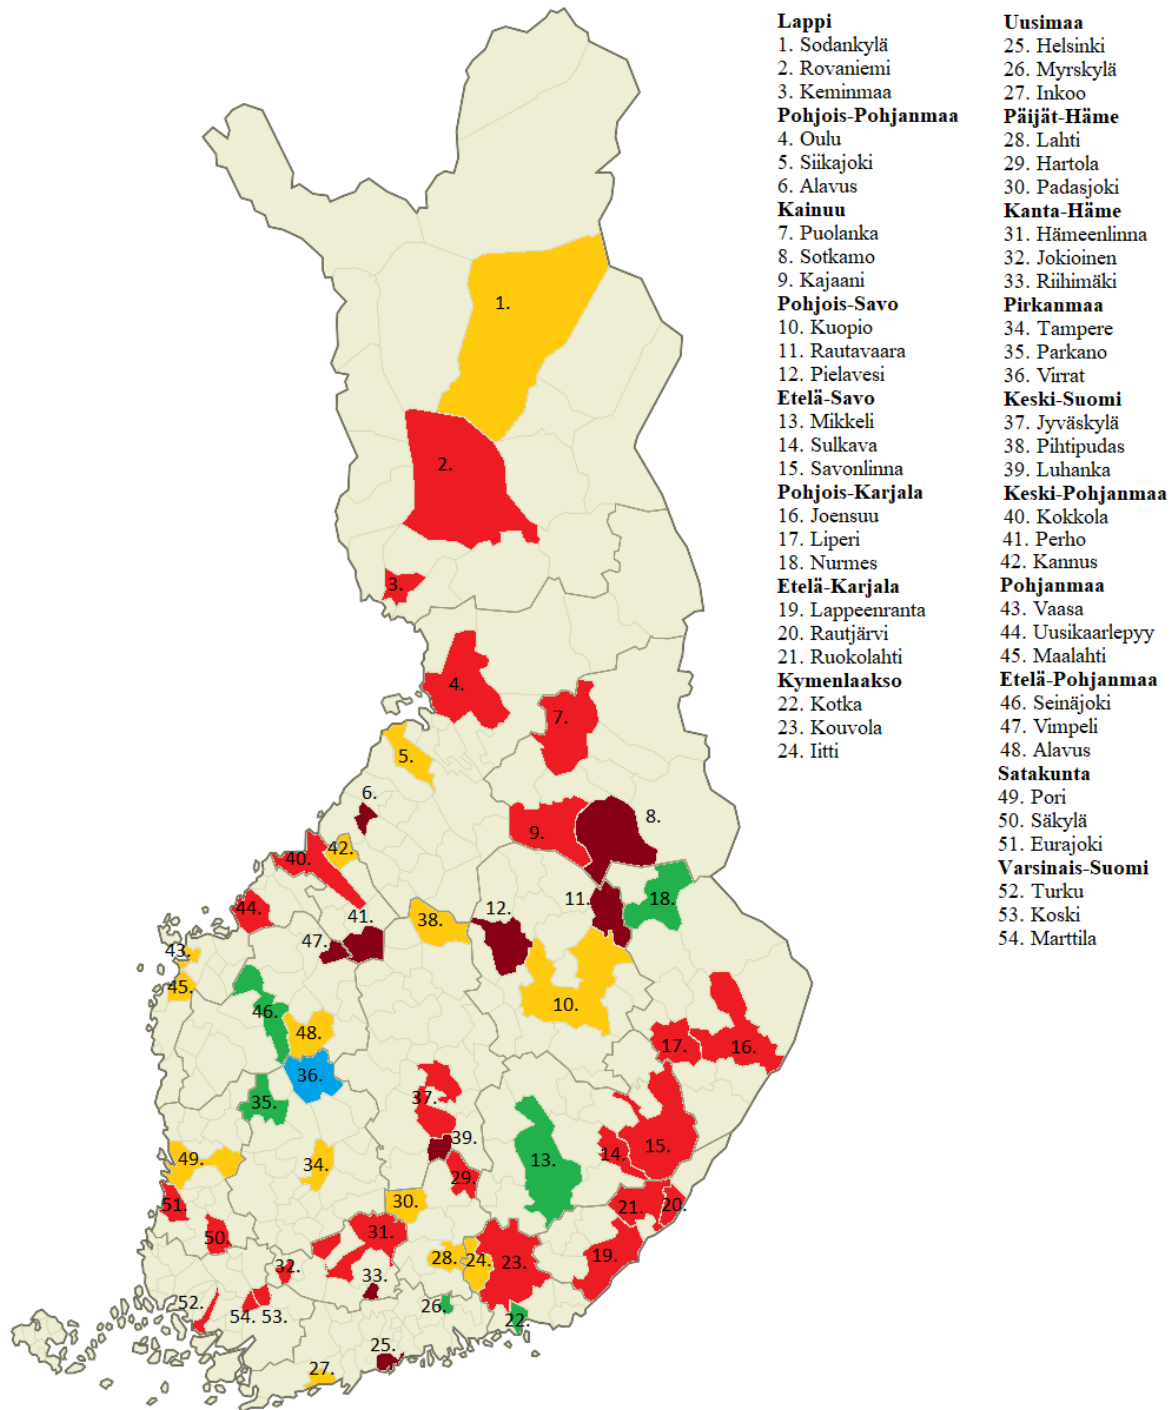 Lappi
1. Sodankylä
2. Rovaniemi
3. Keminmaa
Pohjois-Pohjanmaa
4. Oulu
5. Siikajoki
6. Alavus
Kainuu
7. Puolanka
8. Sotkamo
9. Kajaani
Pohjois-Savo
10. Kuopio
11. Rautavaara
12. Pielavesi
Etelä-Savo
13. Mikkeli
14. Sulkava
15. Savonlinna
Pohjois-Karjala
16. Joensuu
17. Liperi
18. Nurmes
Etelä-Karjala
19. Lappeenranta
20. Rautjärvi
21. Ruokolahti
Kymenlaakso
22. Kotka
23. Kouvola
24. Iitti
Uusimaa
25. Helsinki
26. Myrskylä
27. Inkoo
Päijät-Häme
28. Lahti
29. Hartola
30. Padasjoki
Kanta-Häme
31. Hämeenlinna
32. Jokioinen
33. Riihimäki
Pirkanmaa
34. Tampere
35. Parkano
36. Virrat
Keski-Suomi
37. Jyväskylä
38. Pihtipudas
39. Luhanka
Keski-Pohjanmaa
40. Kokkola
41. Perho
42. Kannus
Pohjanmaa
43. Vaasa
44. Uusikaarlepyy
45. Maalahti
Etelä-Pohjanmaa
46. Seinäjoki
47. Vimpeli
48. Alavus
Satakunta
49. Pori
50. Säkylä
51. Eurajoki
Varsinais-Suomi
52. Turku
53. Koski
54. Marttila
1.
2.
3.
4.
7.
5.
6.
8.
9.
42.
40.
11.
18.
44.
41.
12.
38.
47.
43.
45.
10.
46.
48.
17.
16.
36.
37.
35.
39.
15.
14.
49.
34.
13.
29.
51.
30.
21.
20.
50.
31.
19.
28.
24.
23.
32.
33.
52.
54.
53.
26.
22.
25.
27.